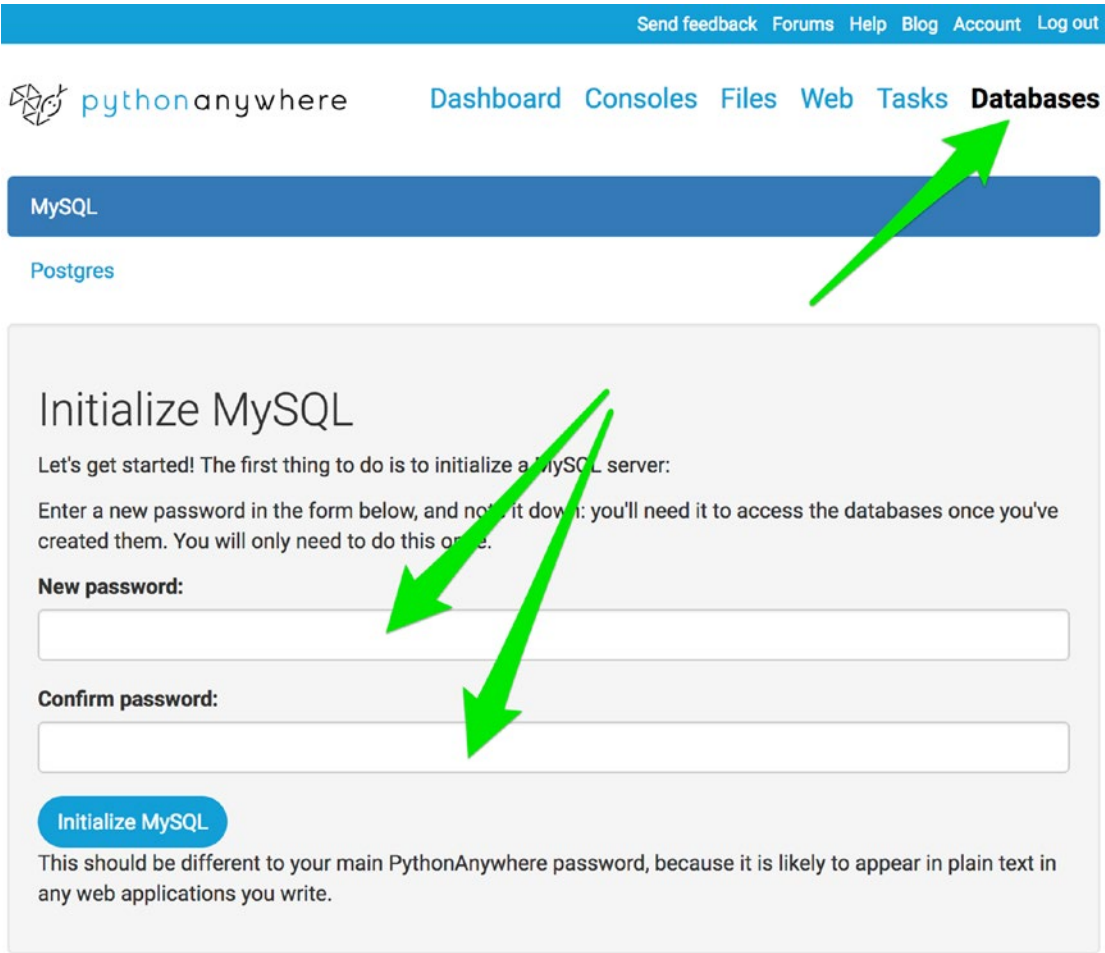 Send feedback Forums Help Blog Account Log out
pythonanywhere
Dashboard Consoles Files Web Tasks Databases
MySQL
Postgres
Initialize MySQL
Let's get started! The first thing to do is to initialize a MySQL server:
Enter a new password in the form below, and note it down: you'll need it to access the databases once you've
created them. You will only need to do this once.
New password:
Confirm password:
Initialize MySQL
This should be different to your main PythonAnywhere password, because it is likely to appear in plain text in
any web applications you write.